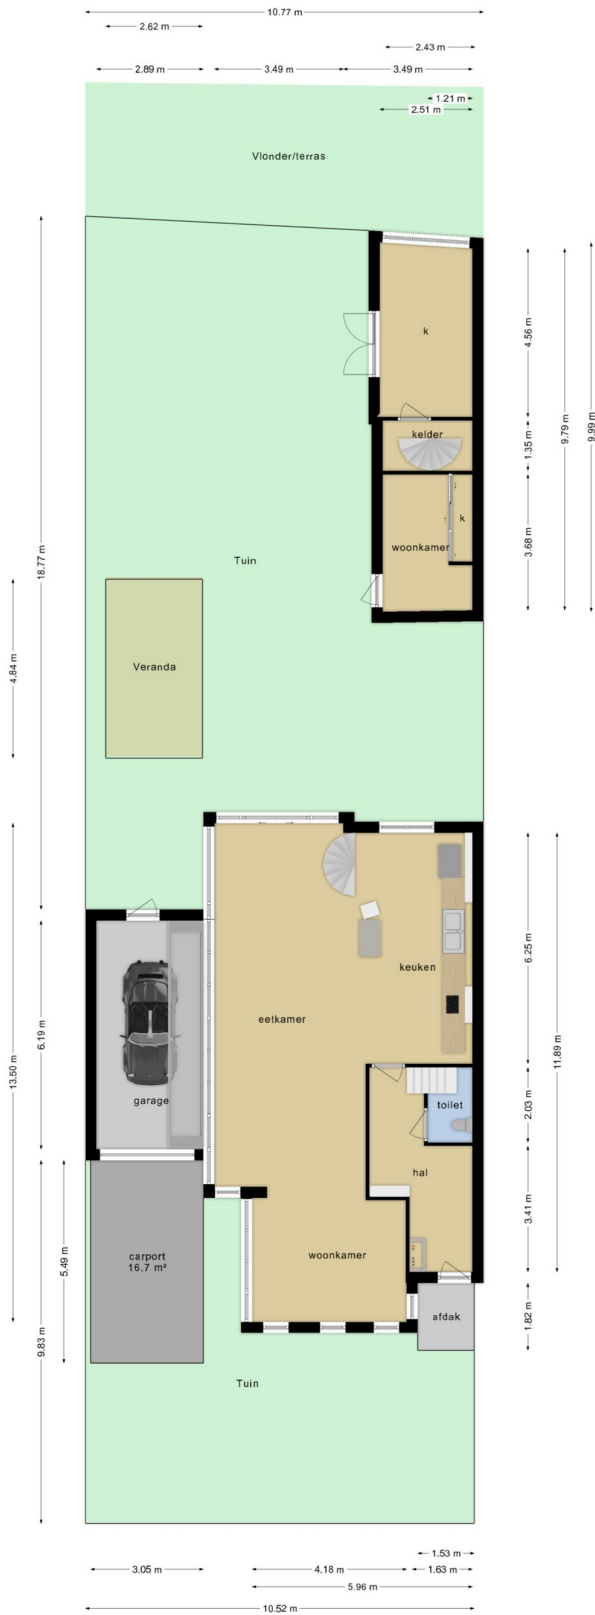 10.77 m
2.62 m
2.43 m
2.89 m
3.49 m
3.49 m
1.21 m
2.51 m
Vlonder/terras
k
4.56 m
9.79 m
9.99 m
kelder
1.35 m
k
woonkamer
3.68 m
18.77 m
Tuin
4.84 m
Veranda
keuken
6.25 m
eetkamer
11.89 m
6.19 m
13.50 m
garage
toilet
2.03 m
hal
3.41 m
carport
16.7 m²
woonkamer
5.49 m
afdak
1.82 m
9.83 m
Tuin
1.53 m
3.05 m
4.18 m
1.63 m
5.96 m
10.52 m